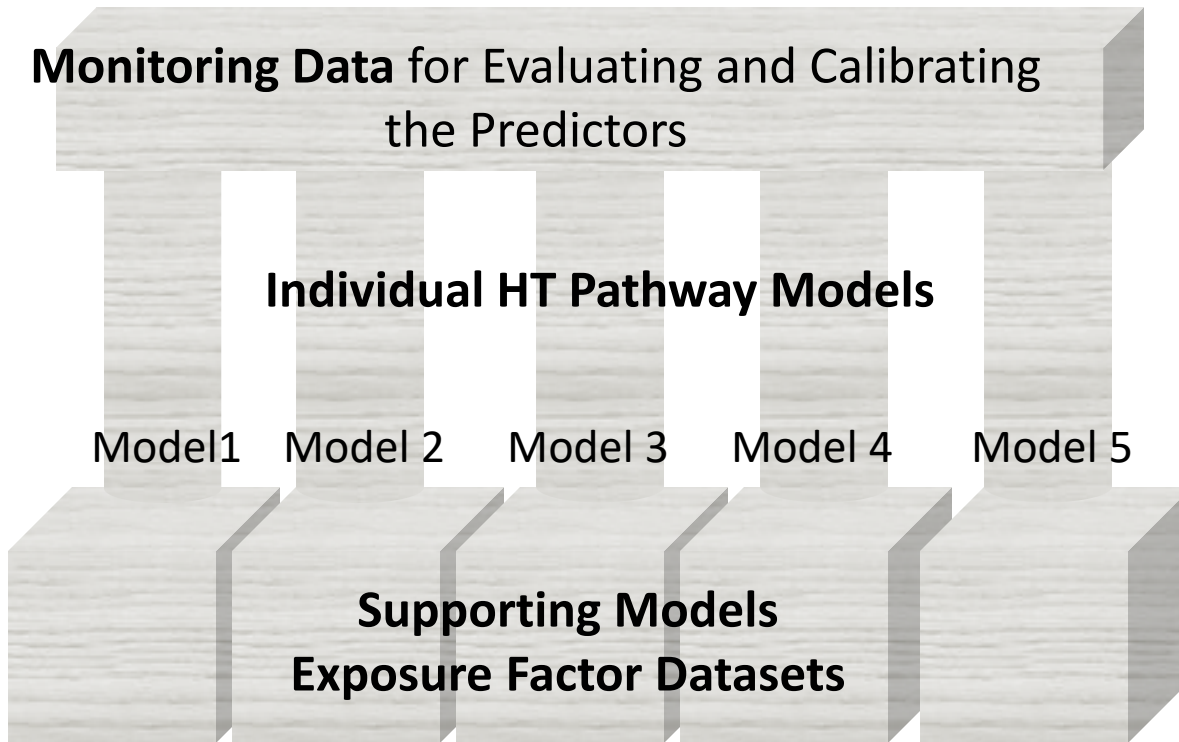 Monitoring Data for Evaluating and Calibrating
the Predictors
Individual HT Pathway Models
Model1 Model 2 Model 3 Model 4 Model 5
Supporting Models
Exposure Factor Datasets